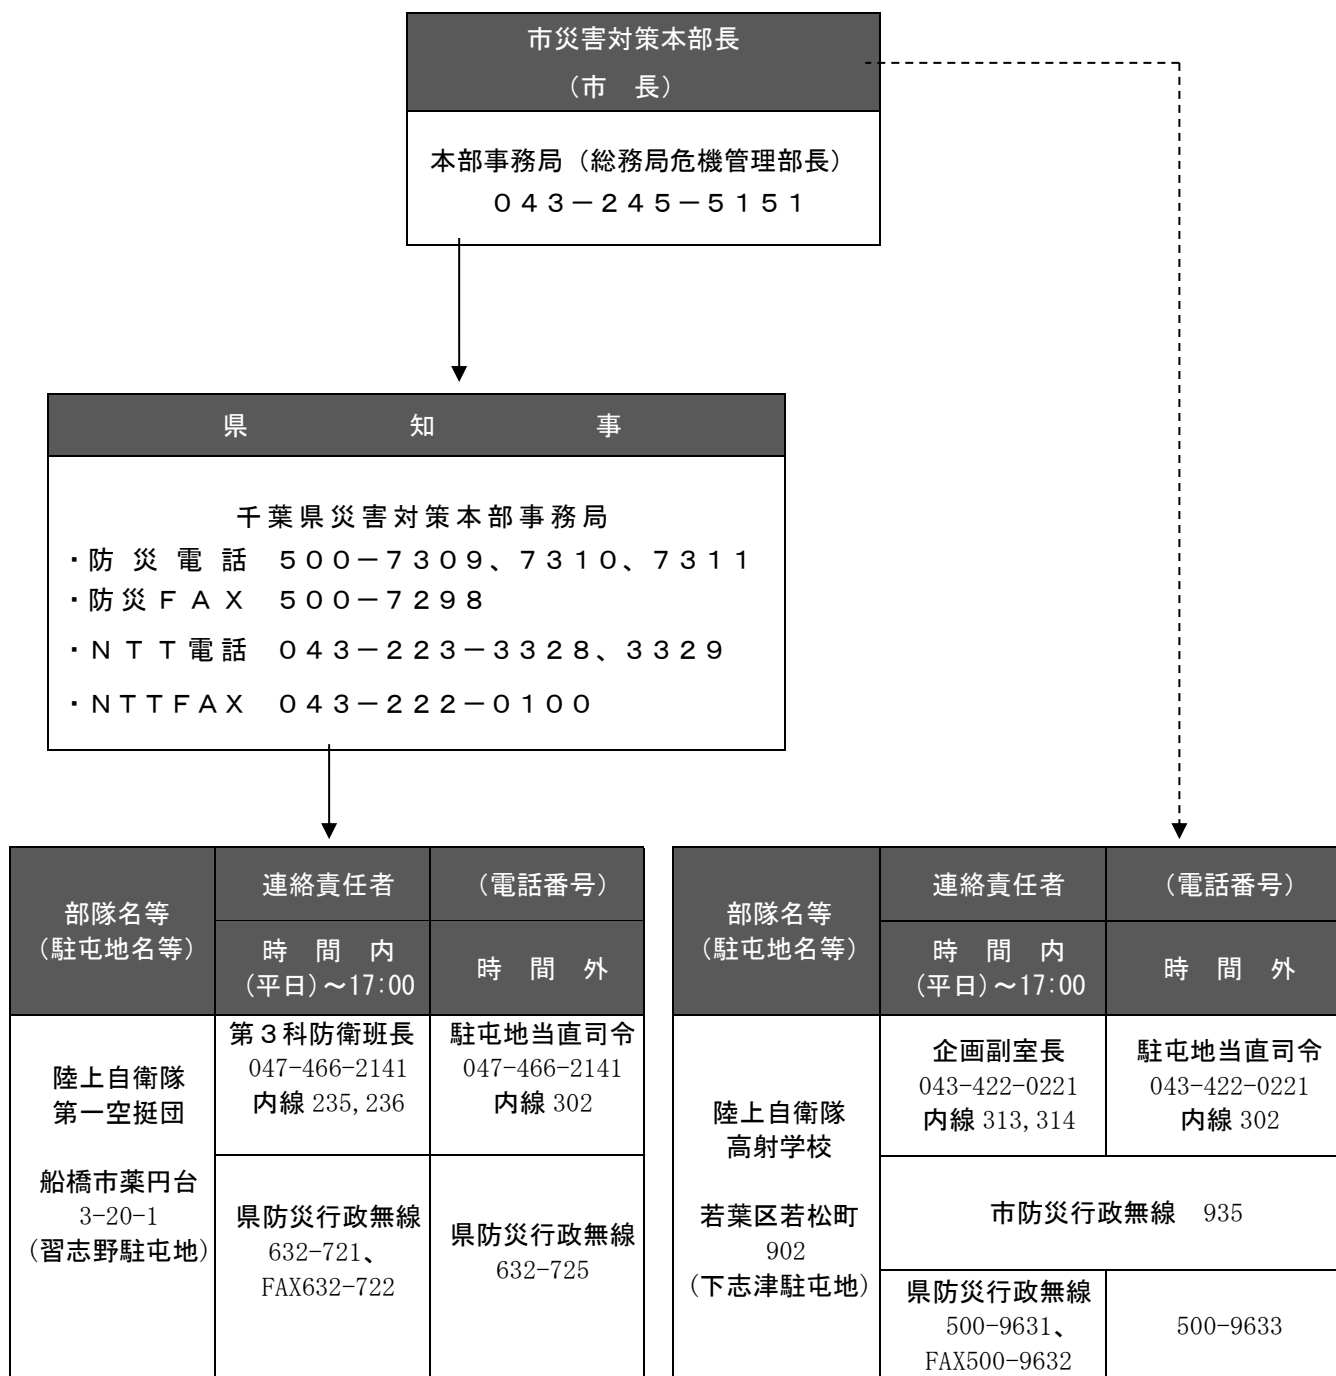 市災害対策本部長
（市　長）
本部事務局（総務局危機管理部長）
０４３－２４５－５１５１
県　知　事
千葉県災害対策本部事務局
・防 災 電 話　５００－７３０９、７３１０、７３１１
・防災ＦＡＸ　５００－７２９８
・ＮＴＴ電話　０４３－２２３－３３２８、３３２９
・ＮＴＴＦＡＸ　０４３－２２２－０１００
部隊名等
（駐屯地名等）
連絡責任者
（電話番号）
時　間　内
（平日）～17:00
時　間　外
陸上自衛隊
第一空挺団
船橋市薬円台
3-20-1
（習志野駐屯地）
第３科防衛班長
047-466-2141
内線 235,236
駐屯地当直司令
047-466-2141
内線 302
県防災行政無線
632-721、
FAX632-722
県防災行政無線
632-725
部隊名等
（駐屯地名等）
連絡責任者
（電話番号）
時　間　内
（平日）～17:00
時　間　外
陸上自衛隊
高射学校
若葉区若松町
902
（下志津駐屯地）
企画副室長
043-422-0221
内線 313,314
駐屯地当直司令
043-422-0221
内線 302
市防災行政無線　935
県防災行政無線
500-9631、
FAX500-9632
500-9633